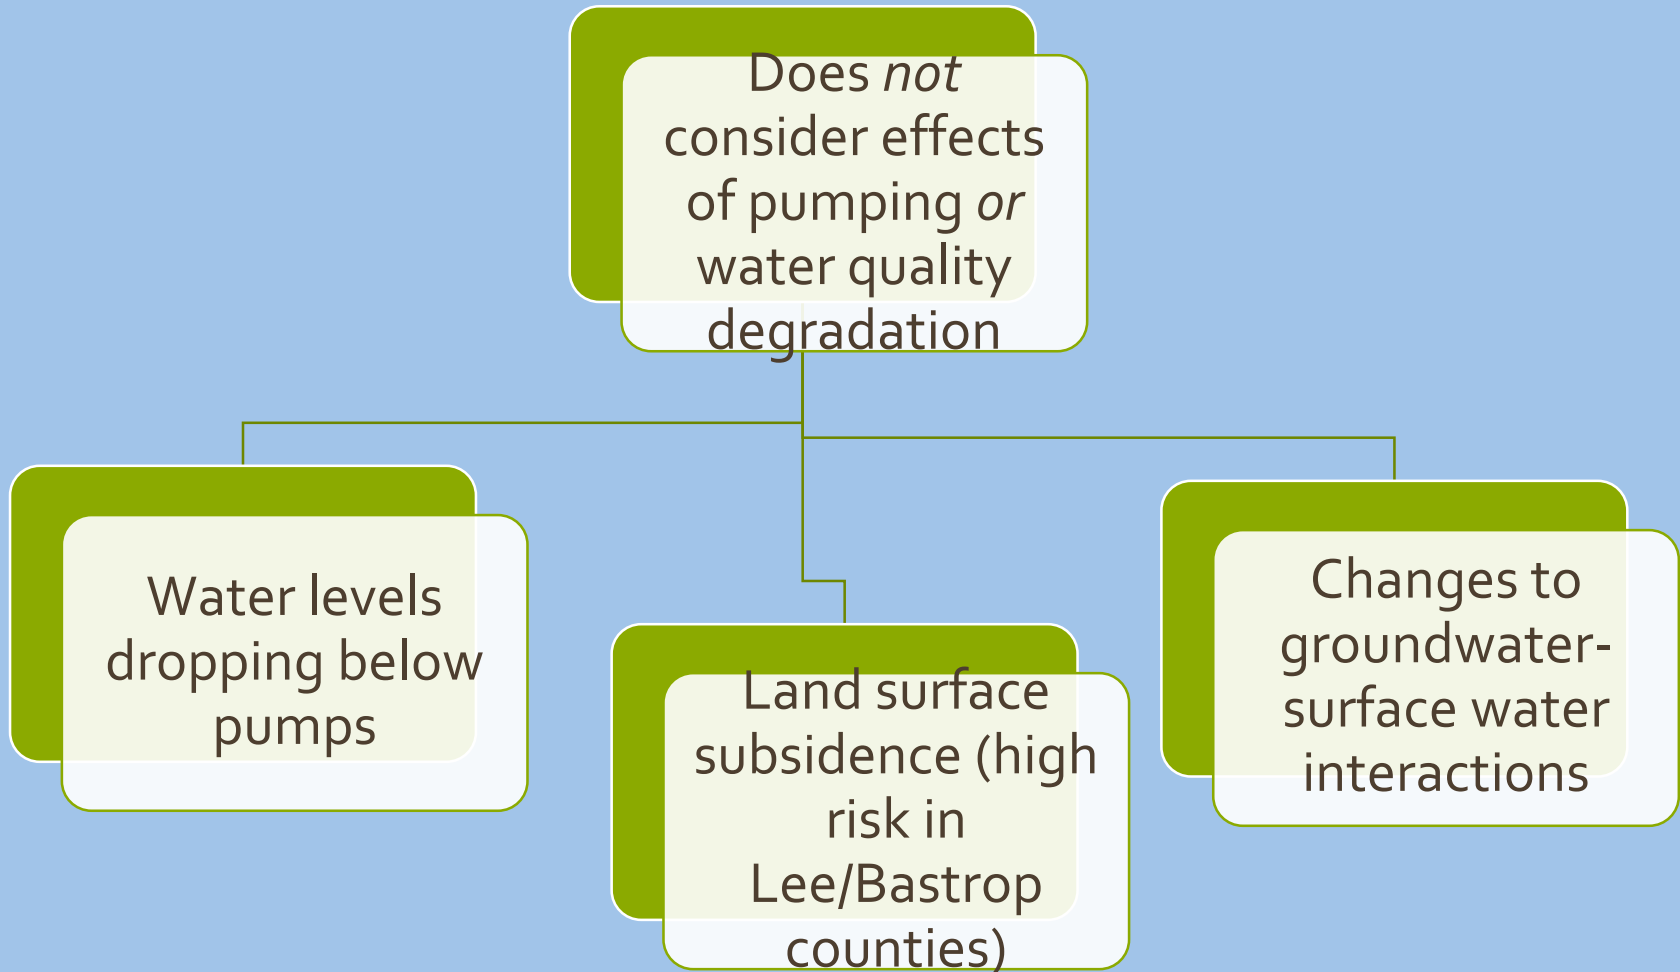 Does not
consider effects
of pumping or
water quality
degradation
Water levels
dropping below
pumps
Land surface
subsidence (high
risk in
Lee/Bastrop
counties)
Changes to
groundwater-
surface water
interactions